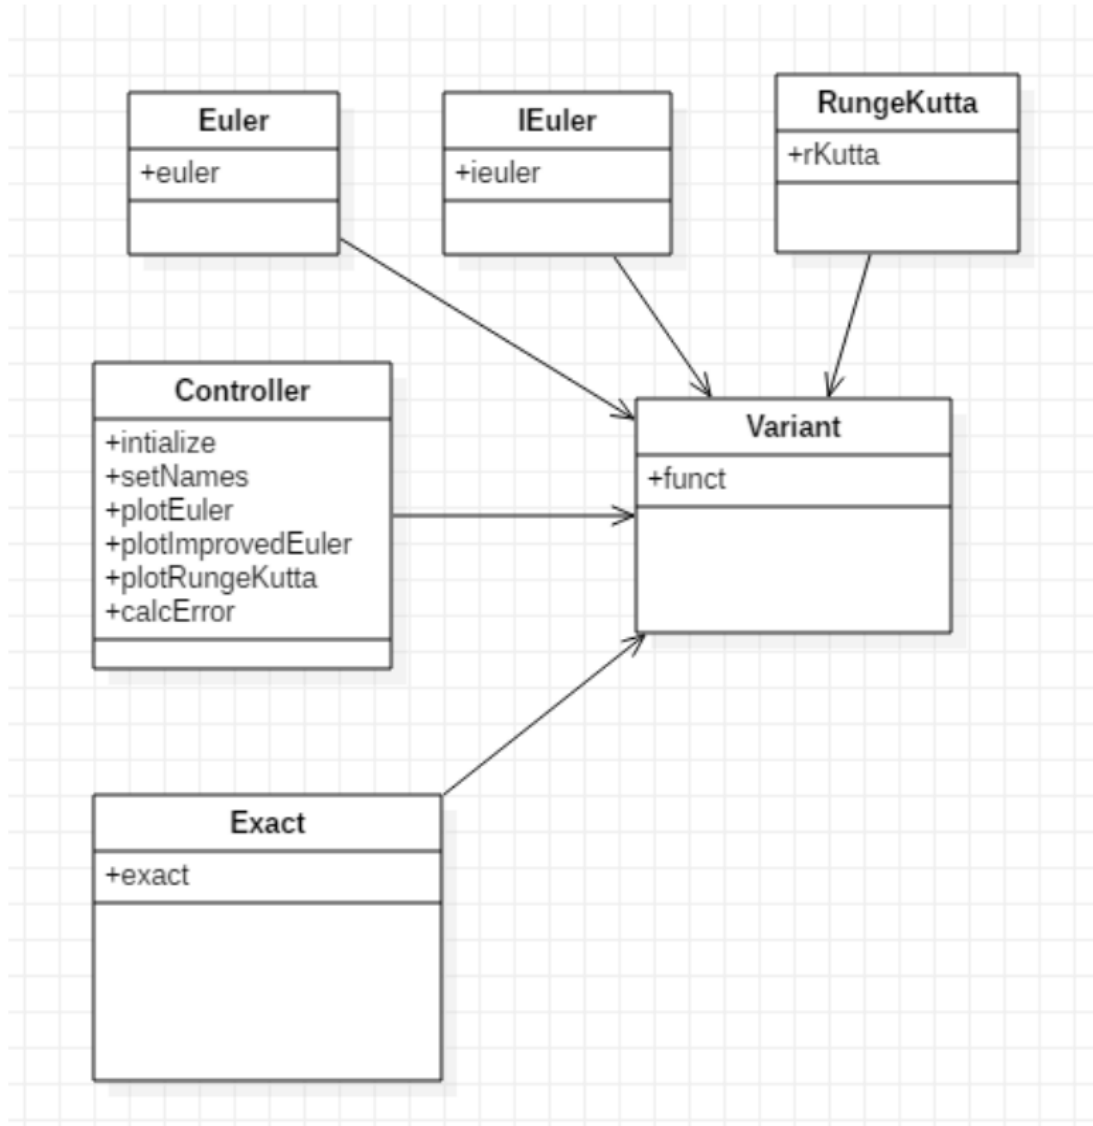 Euler
+euler
IEuler
+ieuler
RungeKutta
+rKutta
Controller
+intialize
+setNames
+plotEuler
+plotImprovedEuler
+plotRungeKutta
+calcError
Variant
+funct
Exact
+exact